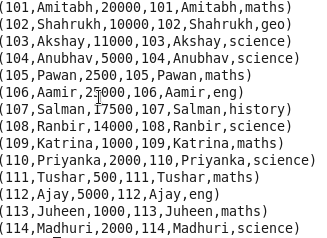 (101,Amitabh,20000,101,Amitabh,maths)
(102,Shahrukh,10000,102,Shahrukh,geo)
(103,Akshay,11000,103,Akshay,science)
(104,Anubhav,5000,104,Anubhav,science)
(105,Pawan,2500,105,Pawan,maths)
(106,Aamir,25000,106,Aamir,eng)
(107,Salman,17500,107,Salman,history)
(108,Ranbir,14000,108,Ranbir,science)
(109,Katrina,1000,109,Katrina,maths)
(110,Priyanka,2000,110,Priyanka,science)
(111,Tushar,500,111,Tushar,maths)
(112,Ajay,5000,112,Ajay,eng)
(113,Juheen,1000,113,Juheen,maths)
(114,Madhuri,2000,114,Madhuri,science)